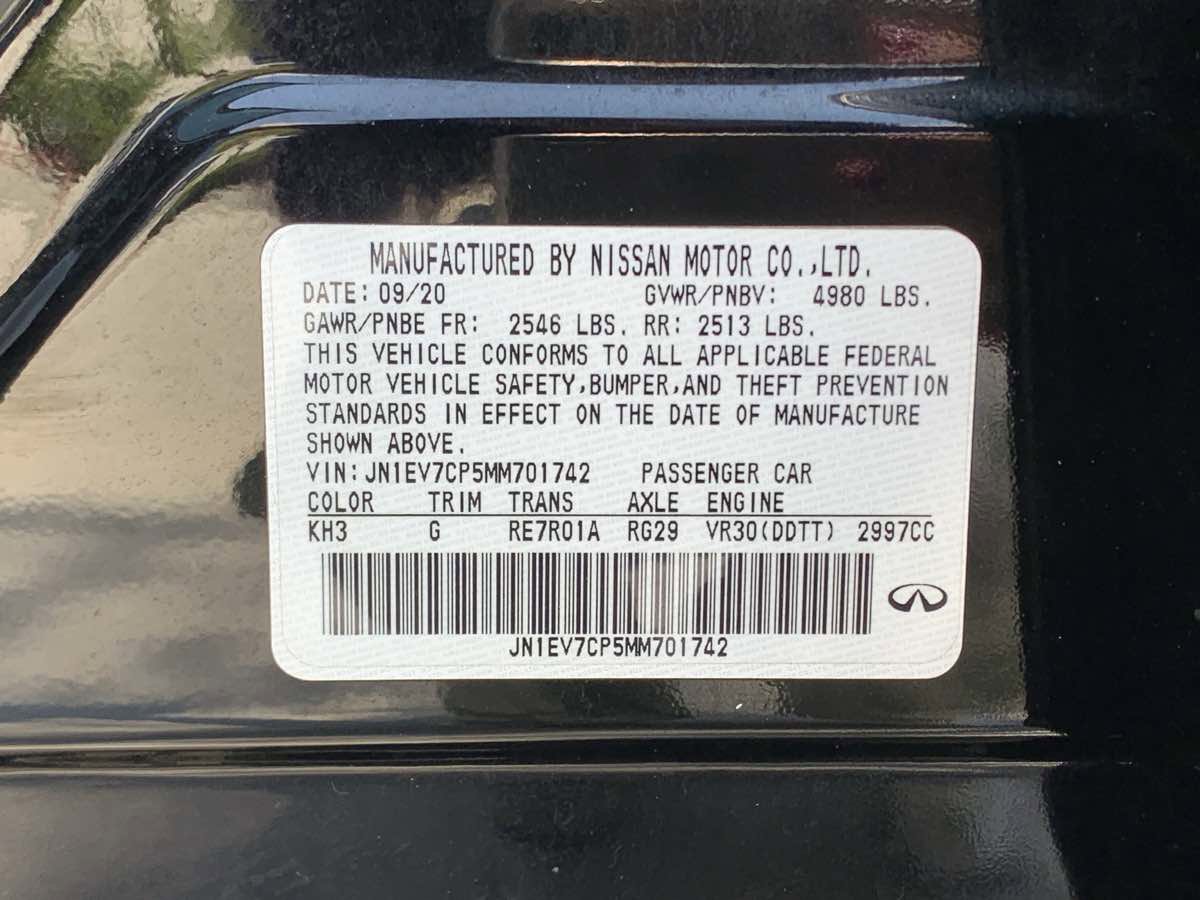 MANUFACTURED BY NISSAN MOTOR CO.,LTD.
DATE: 09/20 GVWR/PNBV: 4980 LBS.
GAWR/PNBE FR: 2546 LBS. RR: 2513 LBS.
THIS VEHICLE CONFORMS TO ALL APPLICABLE FEDERAL
MOTOR VEHICLE SAFETY,BUMPER,AND THEFT PREVENTION
STANDARDS IN EFFECT ON THE DATE OF MANUFACTURE
SHOWN ABOVE.
VIN: JN1EV7CP5MM701742 PASSENGER CAR
COLOR TRIM TRANS AXLE ENGINE
KH3 G RE7R01A RG29 VR30(DDTT) 2997CC
JN1EV7CP5MM701742